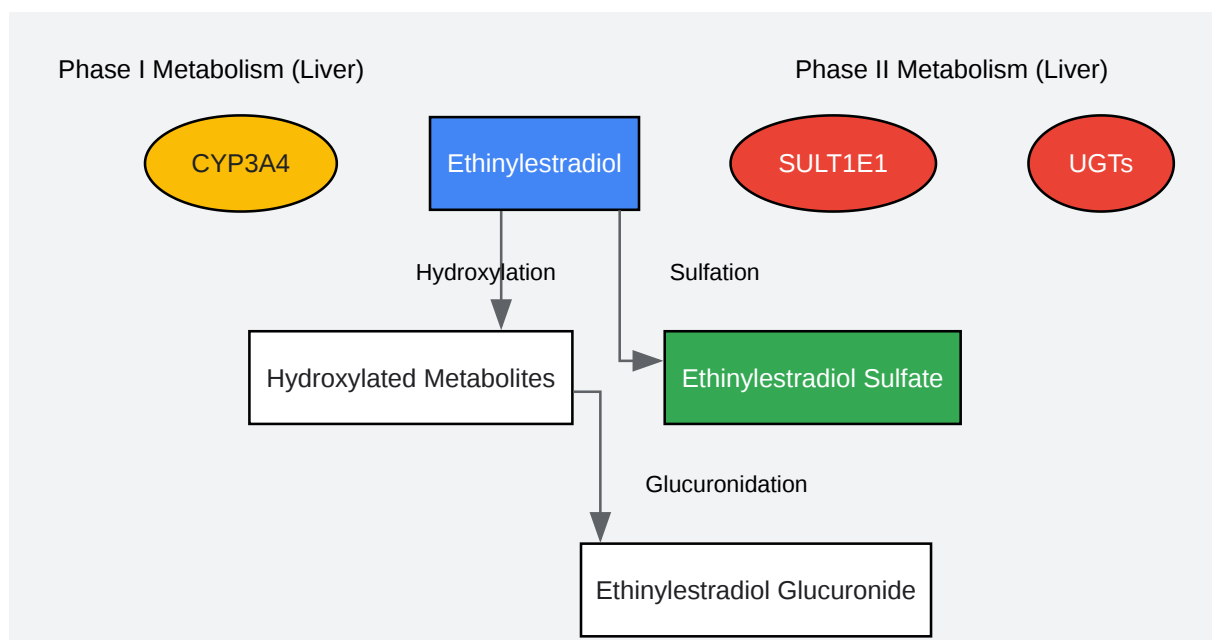 Phase I Metabolism (Liver)
Phase II Metabolism (Liver)
CYP3A4
Ethinylestradiol
SULT1E1
UGTs
Hydroxylation
Sulfation
Hydroxylated Metabolites
Ethinylestradiol Sulfate
Glucuronidation
Ethinylestradiol Glucuronide